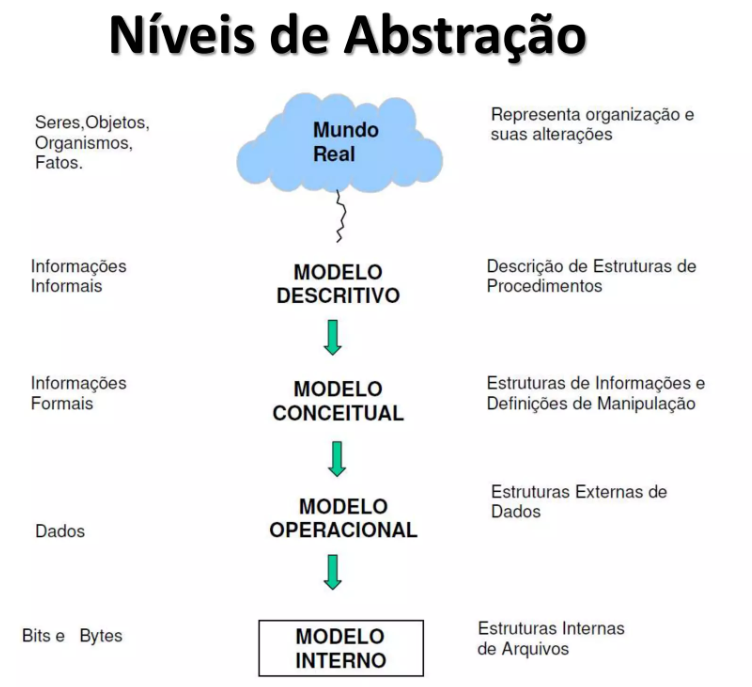 Níveis de Abstração
Seres,Objetos,
Organismos,
Fatos.
Mundo
Real
Representa organização e
suas alterações
Informações
Informais
MODELO
DESCRITIVO
Descrição de Estruturas de
Procedimentos
Informações
Formais
MODELO
CONCEITUAL
Estruturas de Informações e
Definições de Manipulação
Dados
MODELO
OPERACIONAL
Estruturas Externas de
Dados
Bits e Bytes
MODELO
INTERNO
Estruturas Internas
de Arquivos